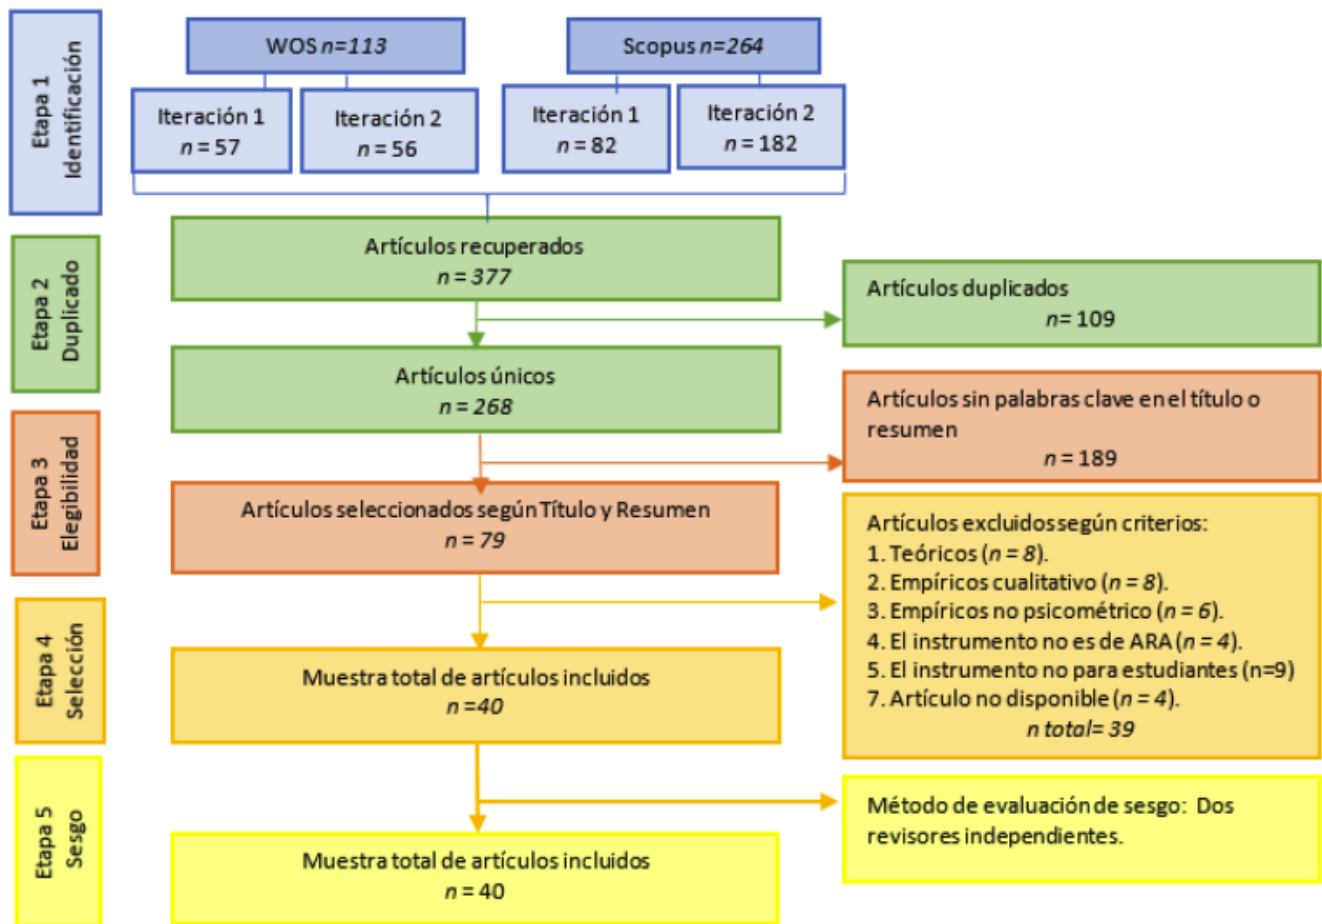 Etapa 1
Identificación
WOS n=113
Scopus n=264
Iteración 1
n = 57
Iteración 2
n = 56
Iteración 1
n = 82
Iteración 2
n = 182
Etapa 2
Duplicado
Artículos recuperados
n = 377
Artículos duplicados
n= 109
Artículos únicos
n = 268
Etapa 3
Elegibilidad
Artículos sin palabras clave en el título o
resumen
n = 189
Artículos seleccionados según Título y Resumen
n = 79
Etapa 4
Selección
Artículos excluidos según criterios:
1. Teóricos (n = 8).
2. Empíricos cualitativo (n = 8).
3. Empíricos no psicométrico (n = 6).
4. El instrumento no es de ARA (n = 4).
5. El instrumento no para estudiantes (n=9)
7. Artículo no disponible (n = 4).
n total= 39
Muestra total de artículos incluidos
n =40
Etapa 5
Sesgo
Método de evaluación de sesgo: Dos
revisores independientes.
Muestra total de artículos incluidos
n = 40